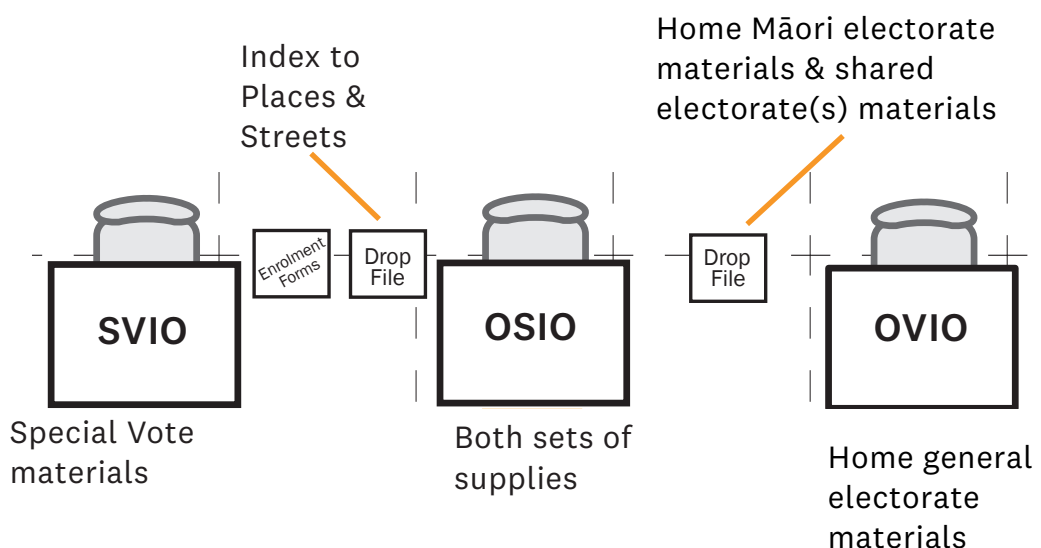 Index to
Places &
Streets
Home Māori electorate
materials & shared
electorate(s) materials
Enrolment
Forms
Drop
File
Drop
File
SVIO
OSIO
OVIO
Special Vote
materials
Both sets of
supplies
Home general
electorate
materials